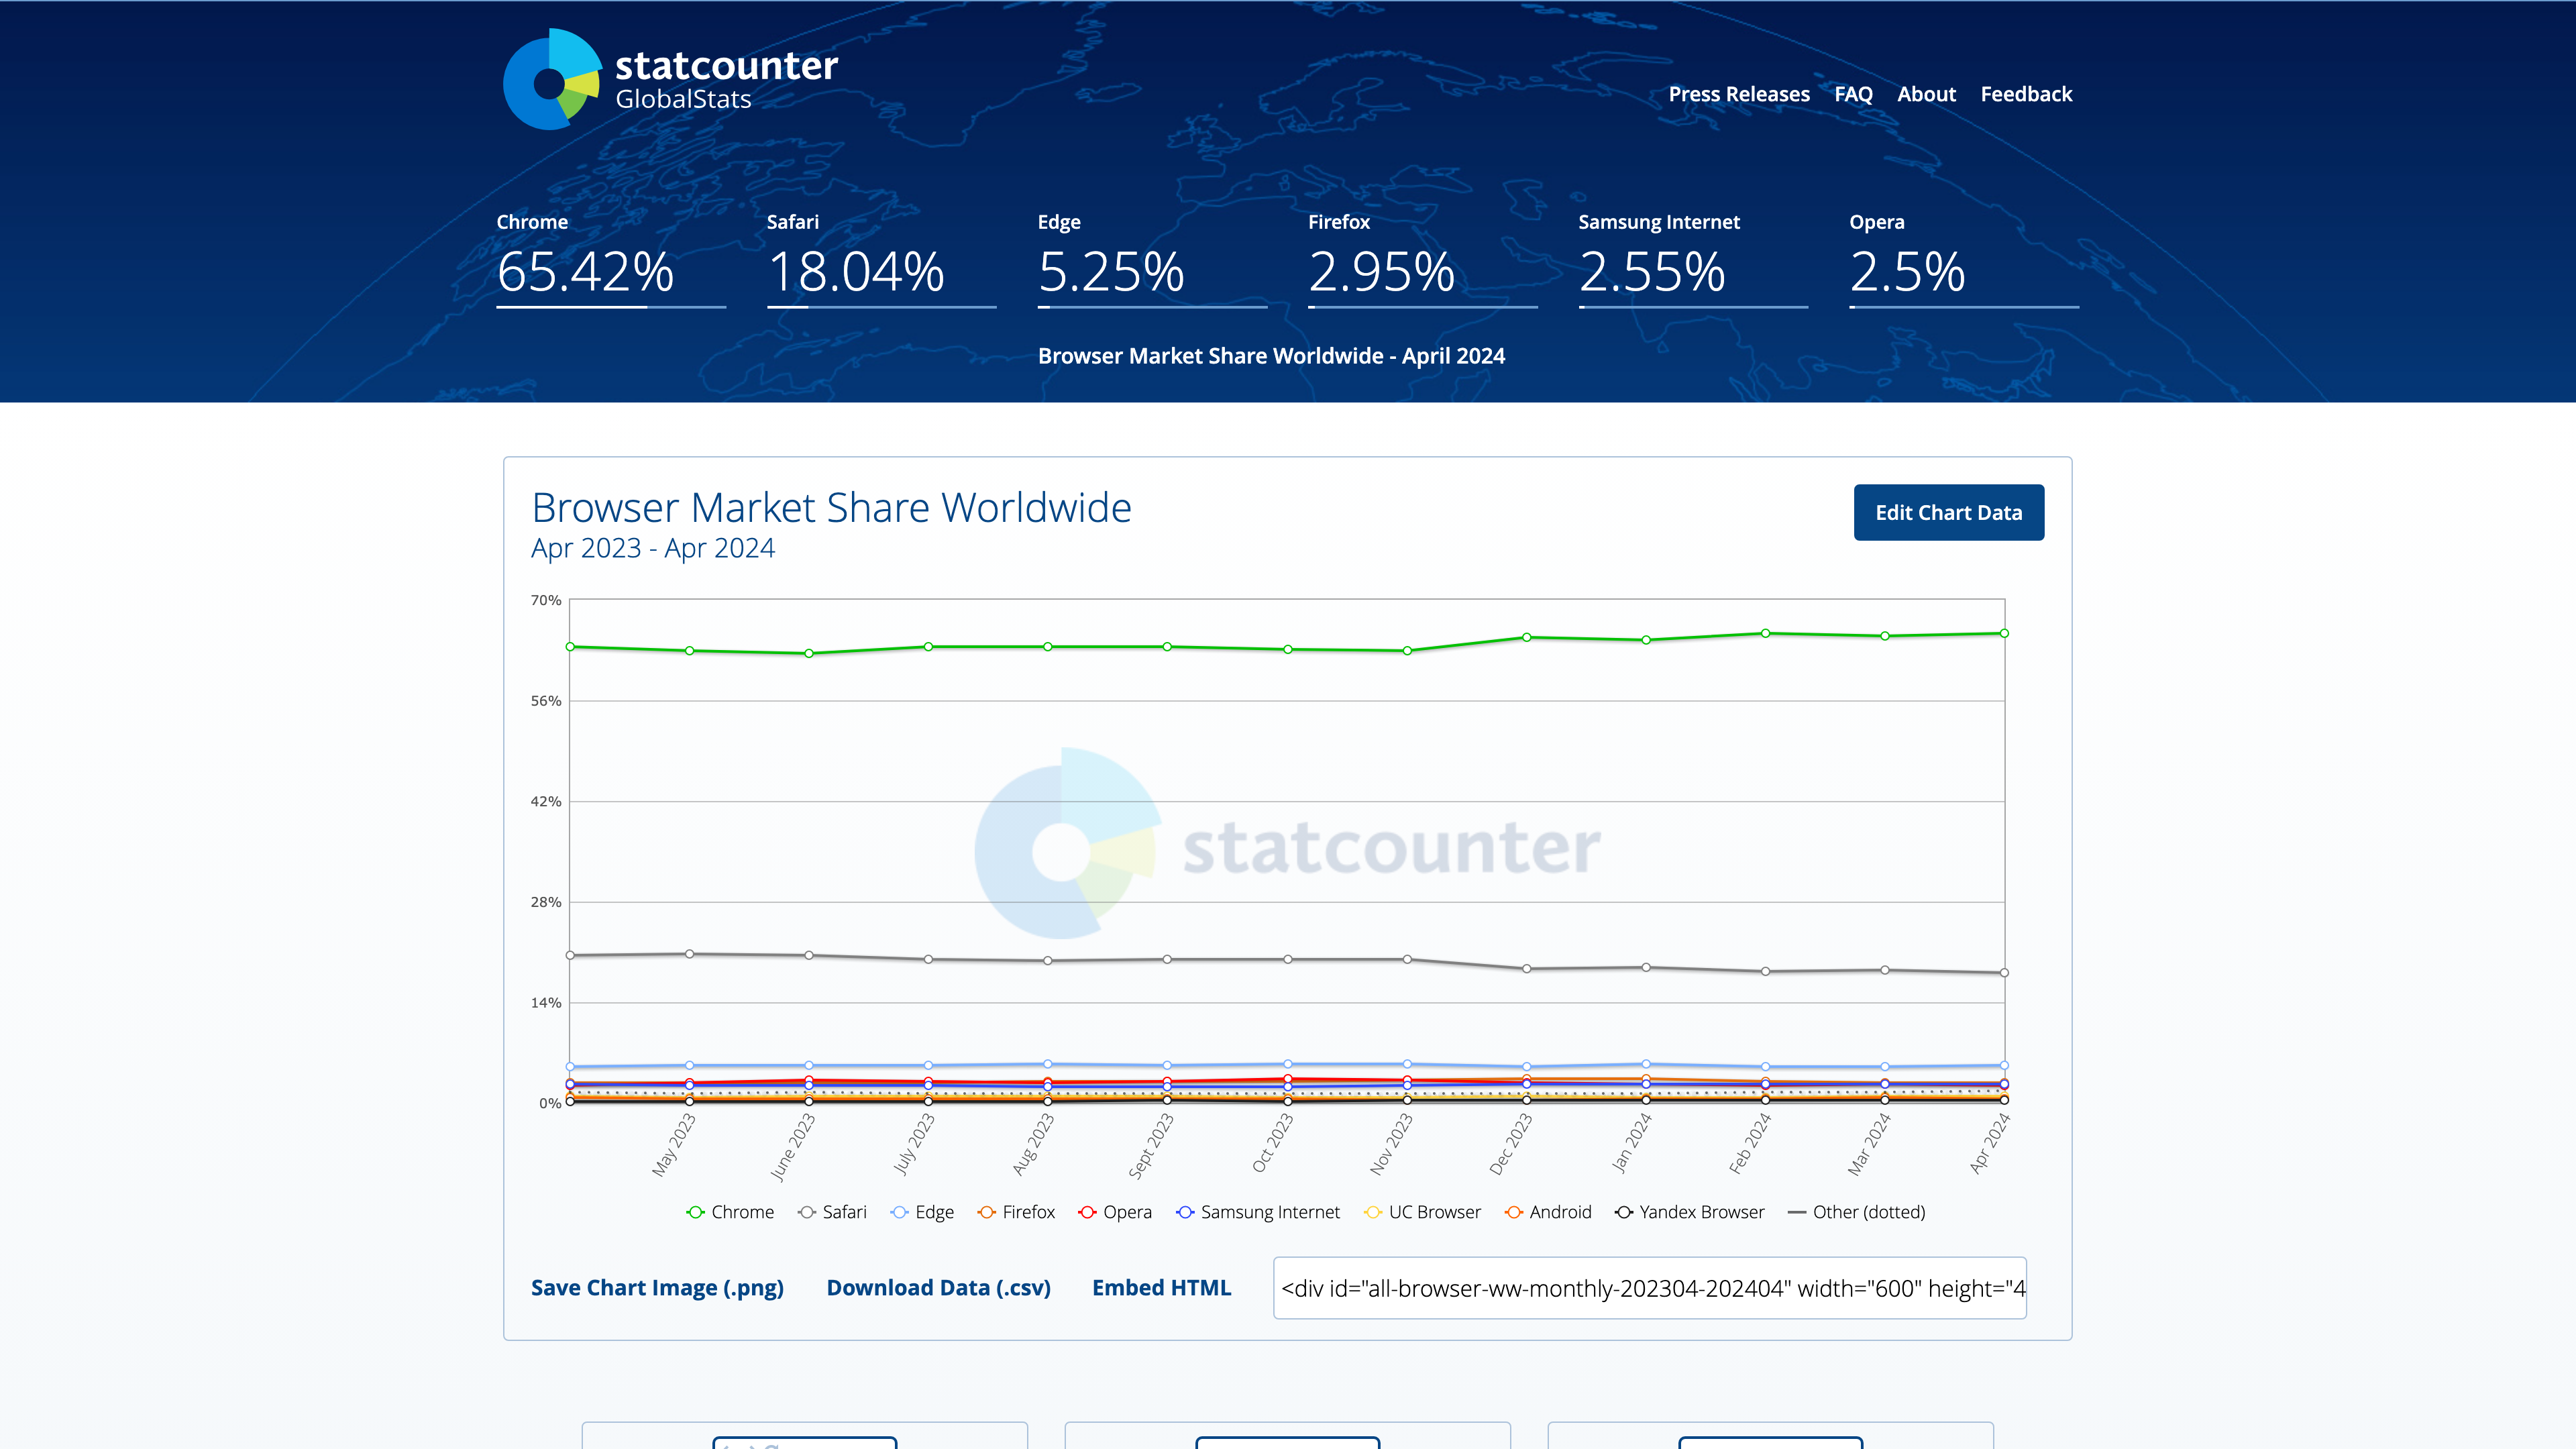 statcounter
GlobalStats
Press Releases FAQ About Feedback
Chrome Safari Edge Firefox Samsung Internet Opera
65.42% 18.04% 5.25% 2.95% 2.55% 2.5%
Browser Market Share Worldwide - April 2024
Browser Market Share Worldwide
Edit Chart Data
Apr 2023 - Apr 2024
70%
56%
42%
statcounter
28%
14%
0%
May 2023 June 2023 July 2023 Aug 2023 Sept 2023 Oct 2023 Nov 2023 Dec 2023 Jan 2024 Feb 2024 Mar 2024 Apr 2024
Chrome Safari Edge Firefox Opera Samsung Internet UC Browser Android Yandex Browser Other (dotted)
Save Chart Image (.png) Download Data (.csv) Embed HTML <div id="all-browser-ww-monthly-202304-202404" width="600" height="4